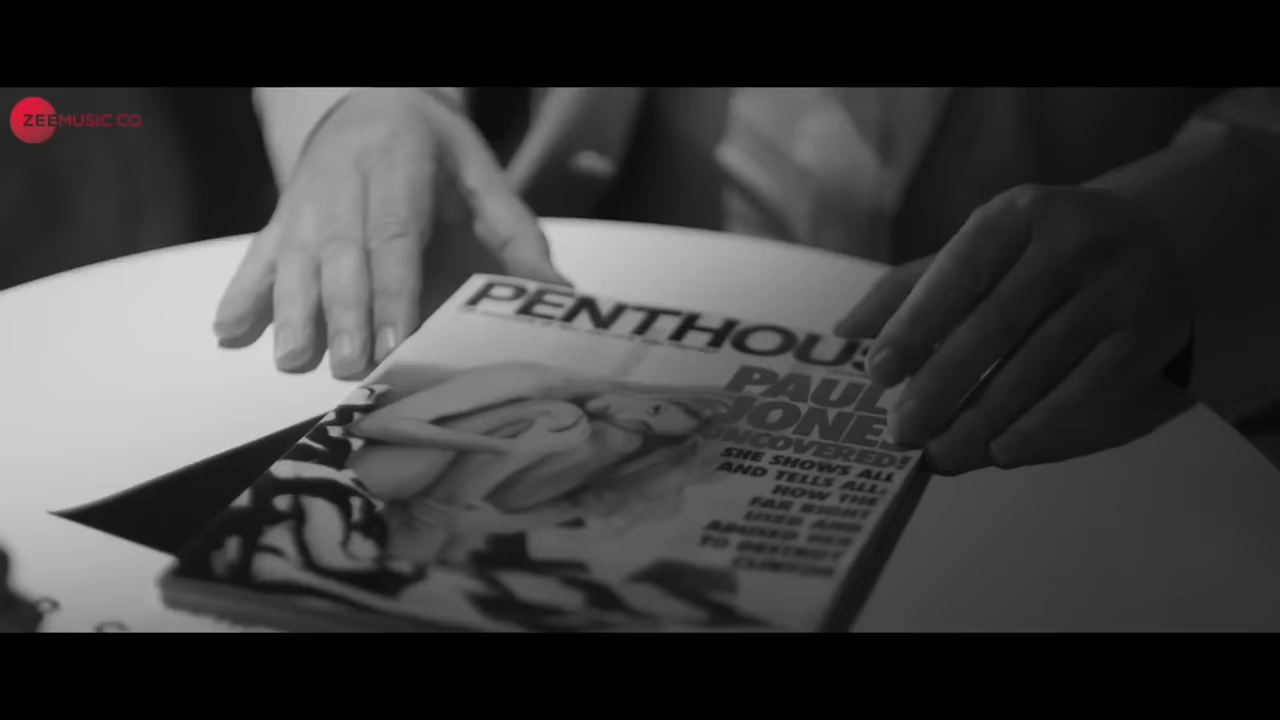 ZEEMUSIC CO.
PENTHOUS
PAUL
JONES
UNCOVERED!
SHE SHOWS ALL
AND TELLS ALL:
HOW THE
FAR RIGHT
USED AND
ABUSED HER
TO DESTROY
CLINTON